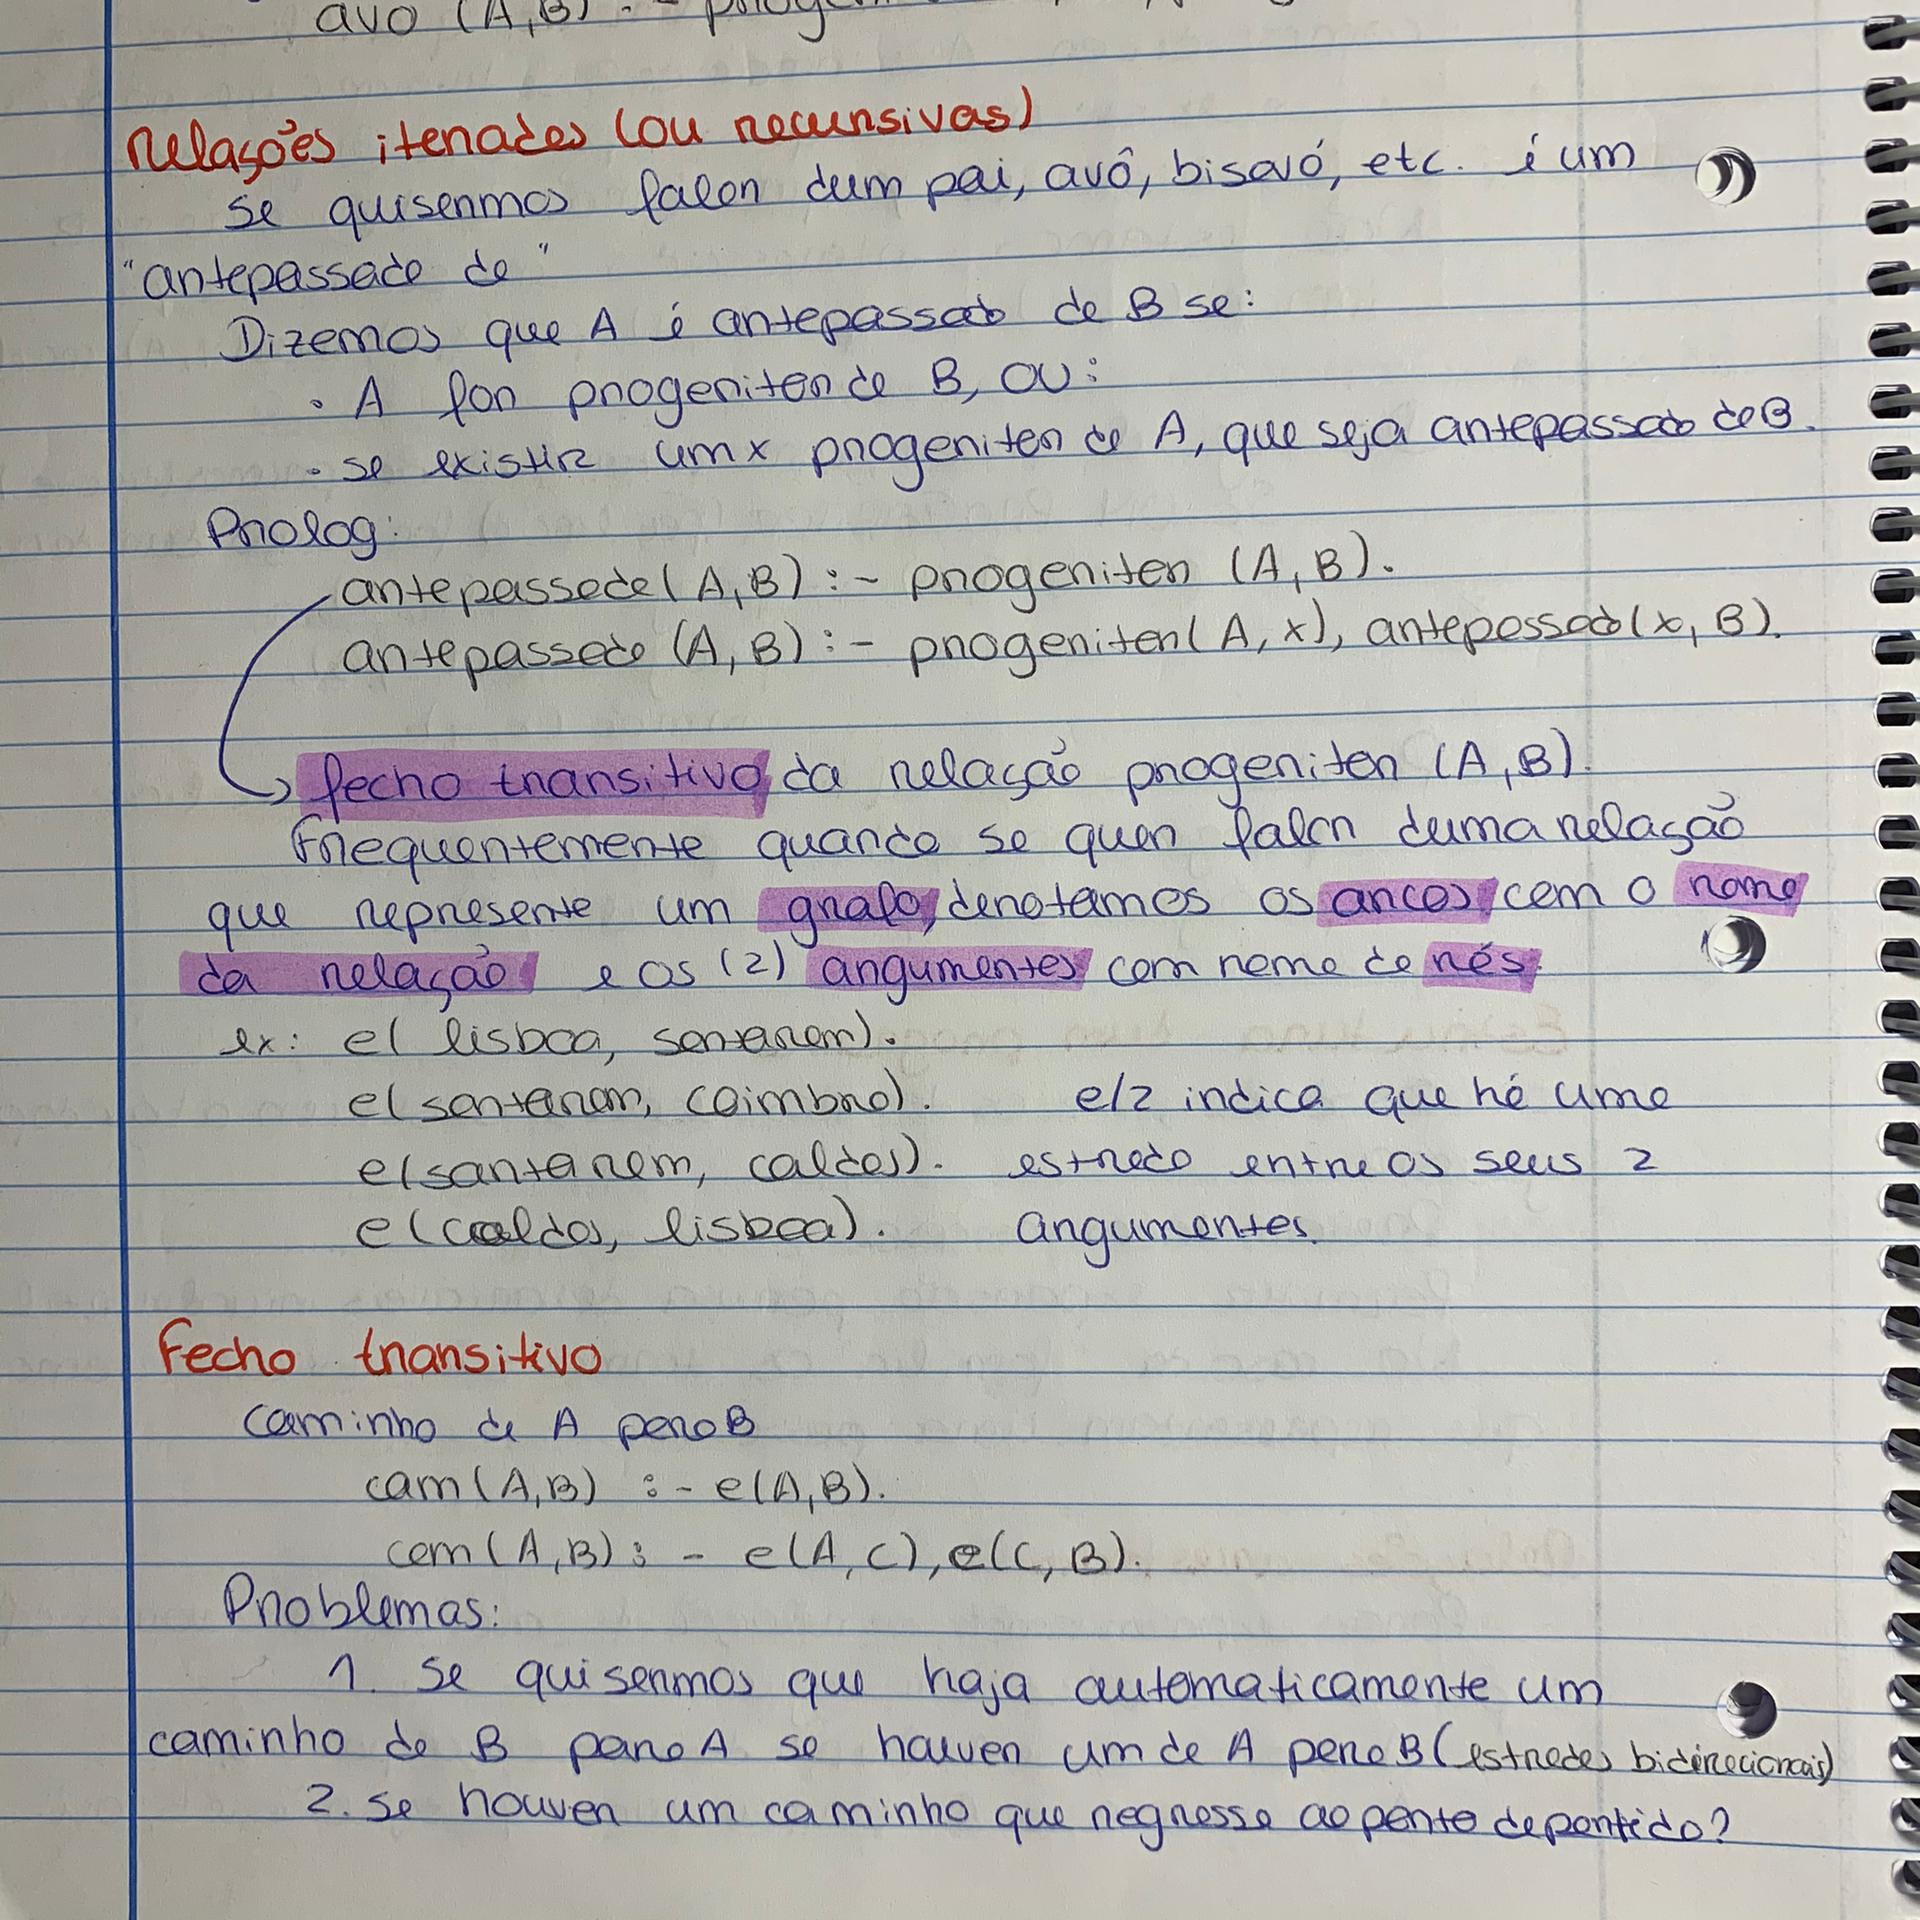 avo (A,B) :- progen
Relações iteradas (ou recursivas)
se quisermos falar dum pai, avô, bisavó, etc. é um
"antepassado de"
Dizemos que A é antepassado de B se:
• A for progenitor de B, ou:
• se existir um x progenitor de A, que seja antepassado de B.
Prolog:
antepassado(A,B) :- progenitor (A,B).
antepassado (A,B) :- progenitor(A,x), antepassado(x,B).
→ fecho transitivo da relação progenitor (A,B).
Frequentemente quando se quer falar duma relação
que represente um grafo, denotamos os arcos com o nome
da relação e os (2) argumentos com nome de nós.
ex: e( lisboa, santarem).
e(santarem, coimbra). e/2 indica que há uma
e(santarem, caldas). estrada entre os seus 2
e(caldas, lisboa). argumentos.
Fecho transitivo
caminho de A para B
cam(A,B) :- e(A,B).
cam(A,B) :- e(A,C),e(C,B).
Problemas:
1. Se quisermos que haja automaticamente um
caminho de B para A se houver um de A para B (estradas bidirecionais)
2. Se houver um caminho que regresse ao ponto de partida?